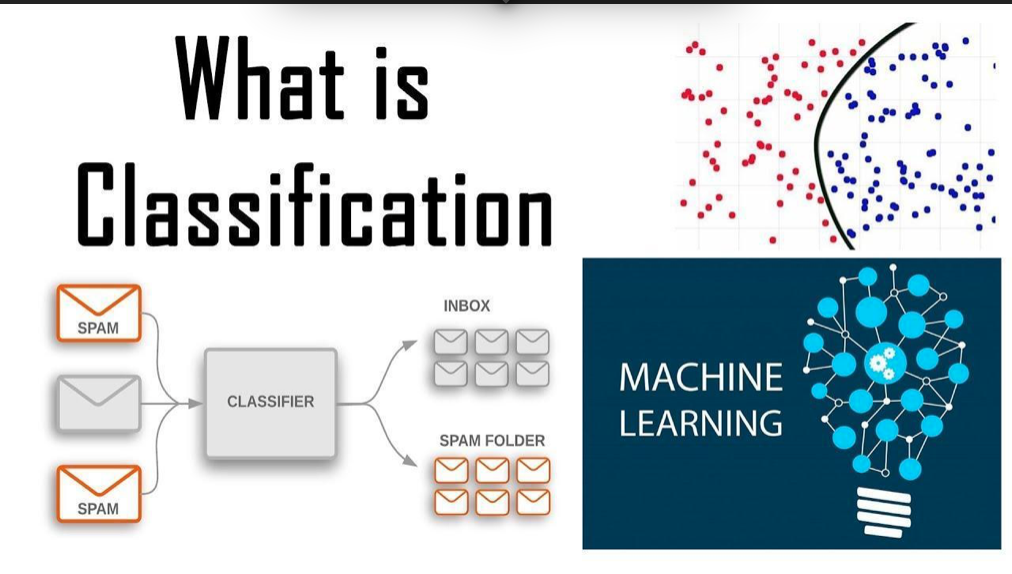 What is
Classification
SPAM
SPAM
CLASSIFIER
INBOX
SPAM FOLDER
MACHINE
LEARNING